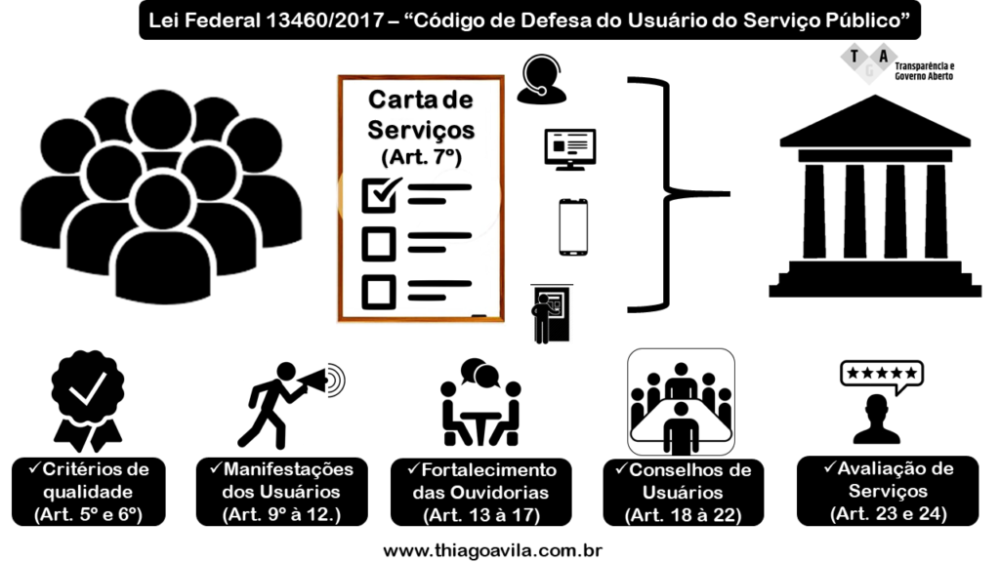 Lei Federal 13460/2017 – “Código de Defesa do Usuário do Serviço Público”
T G A
Transparência e
Governo Aberto
Carta de
Serviços
(Art. 7º)
✓Critérios de
qualidade
(Art. 5º e 6º)
✓Manifestações
dos Usuários
(Art. 9º à 12.)
✓Fortalecimento
das Ouvidorias
(Art. 13 à 17)
✓Conselhos de
Usuários
(Art. 18 à 22)
✓Avaliação de
Serviços
(Art. 23 e 24)
www.thiagoavila.com.br